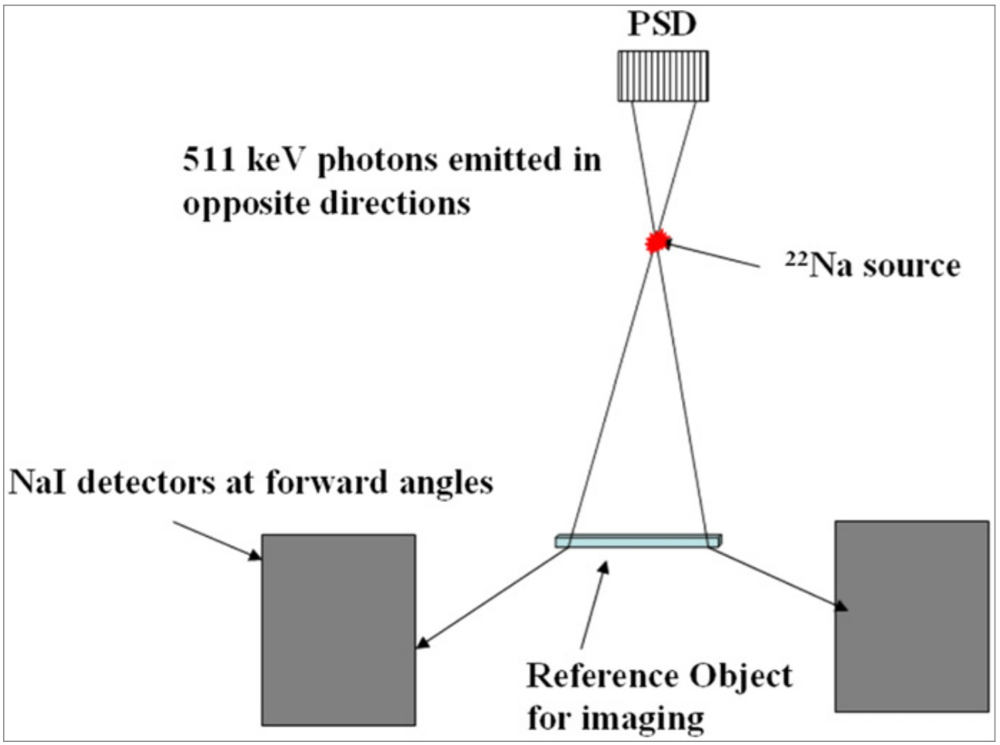 PSD
511 keV photons emitted in
opposite directions
²²Na source
NaI detectors at forward angles
Reference Object
for imaging